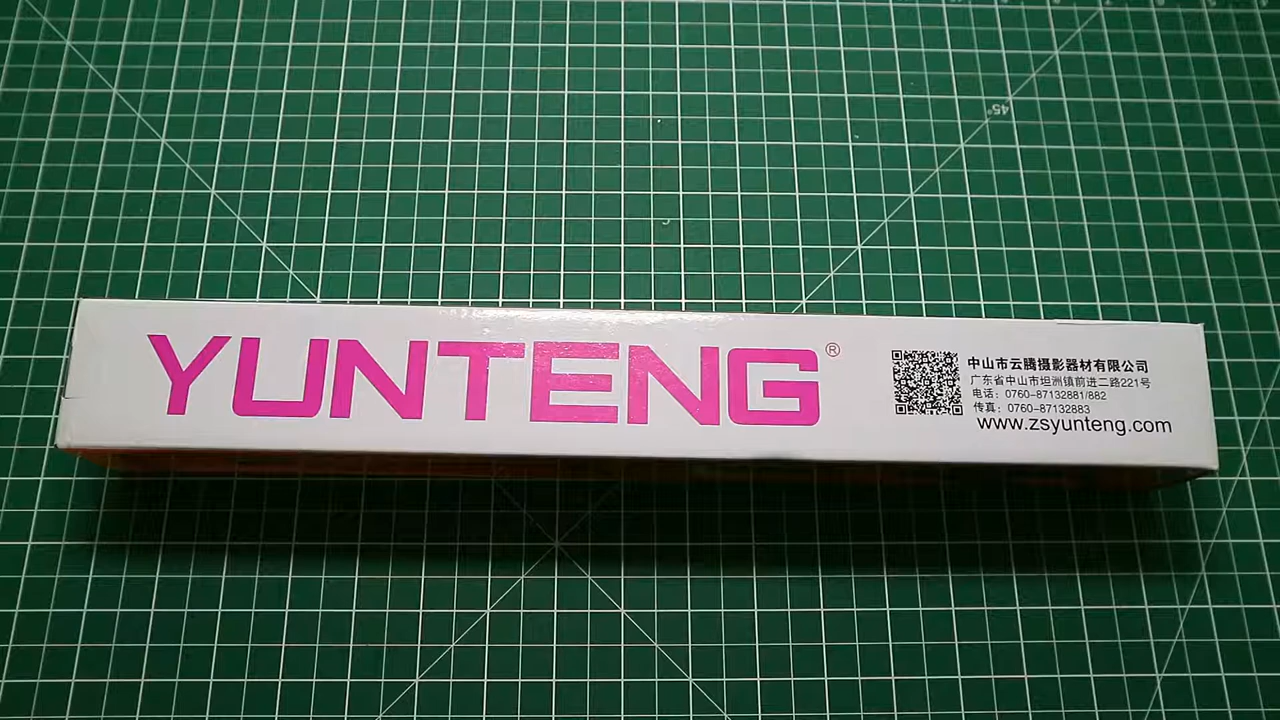 45°
YUNTENG®
中山市云腾摄影器材有限公司
广东省中山市坦洲镇前进二路221号
电话：0760-87132881/882
传真：0760-87132883
www.zsyunteng.com